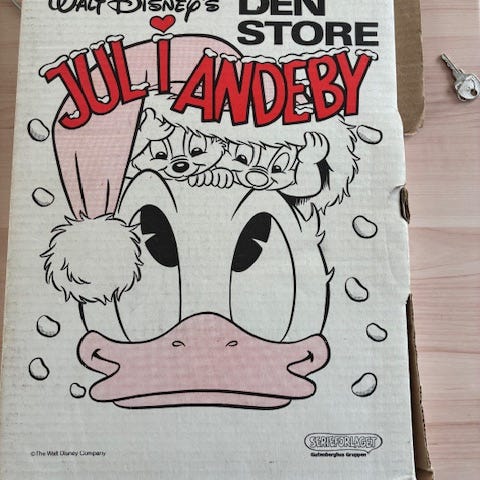 WALT DISNEY'S
DEN
STORE
JUL I ANDEBY
©The Walt Disney Company
SERIEFORLAGET
Gutenberghus Gruppen